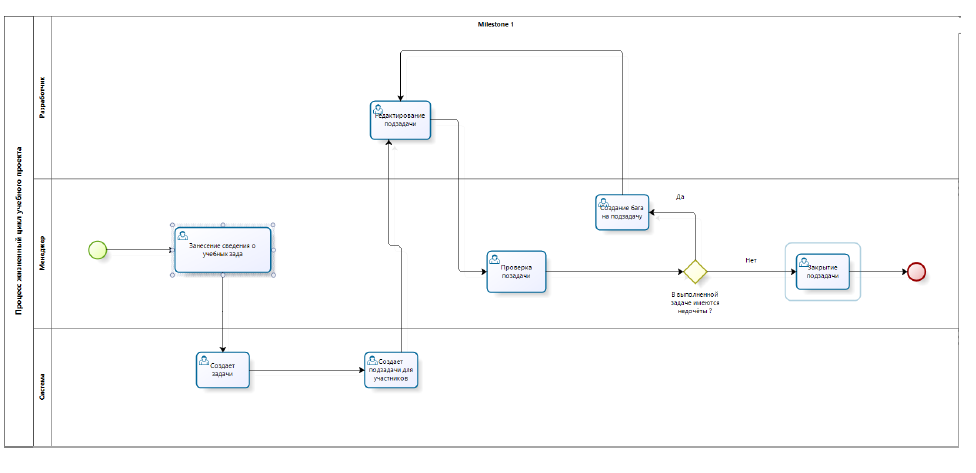 Milestone 1
Процесс жизненный цикл учебного проекта
Разработчик
Редактирование
подзадачи
Менеджер
Занесение сведения о
учебных зада
Создание бага
на подзадачу
Да
Проверка
позадачи
Нет
В выполненной
задаче имеются
недочёты ?
Закрытие
подзадачи
Система
Создает
задачи
Создает
подзадачи для
участников